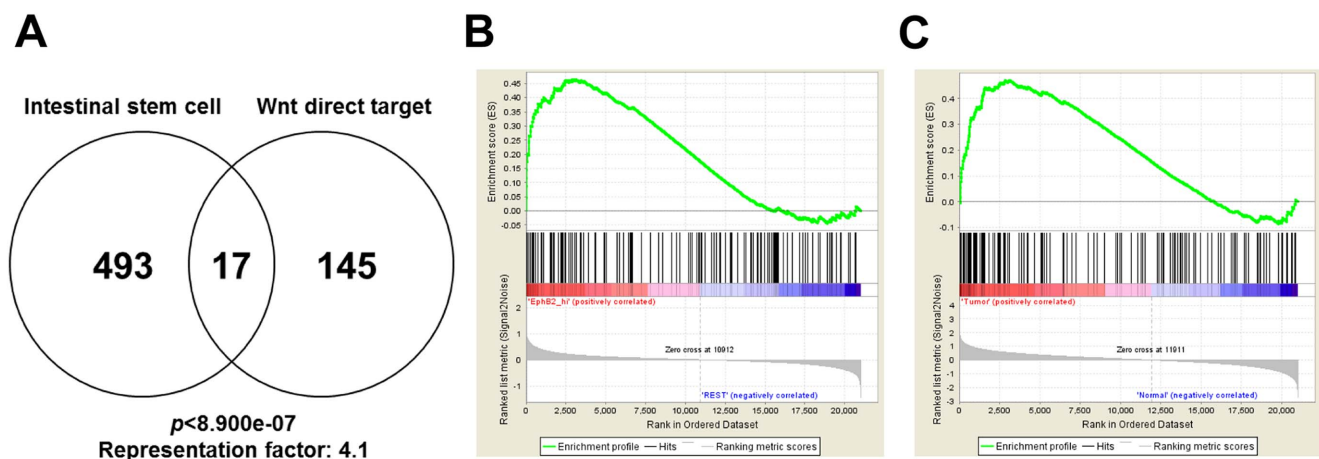 A
Intestinal stem cell
Wnt direct target
493
17
145
p<8.900e-07
Representation factor: 4.1
B
Enrichment score (ES)
0.45
0.40
0.35
0.30
0.25
0.20
0.15
0.10
0.05
0.00
-0.05
'EphB2_hi' (positively correlated)
Ranked list metric (Signal2Noise)
2
1
0
-1
Zero cross at 10912
'REST' (negatively correlated)
0 2,500 5,000 7,500 10,000 12,500 15,000 17,500 20,000
Rank in Ordered Dataset
Enrichment profile Hits Ranking metric scores
C
Enrichment score (ES)
0.4
0.3
0.2
0.1
0.0
-0.1
'Tumor' (positively correlated)
Ranked list metric (Signal2Noise)
4
3
2
1
0
-1
-2
-3
Zero cross at 11911
'Normal' (negatively correlated)
0 2,500 5,000 7,500 10,000 12,500 15,000 17,500 20,000
Rank in Ordered Dataset
Enrichment profile Hits Ranking metric scores